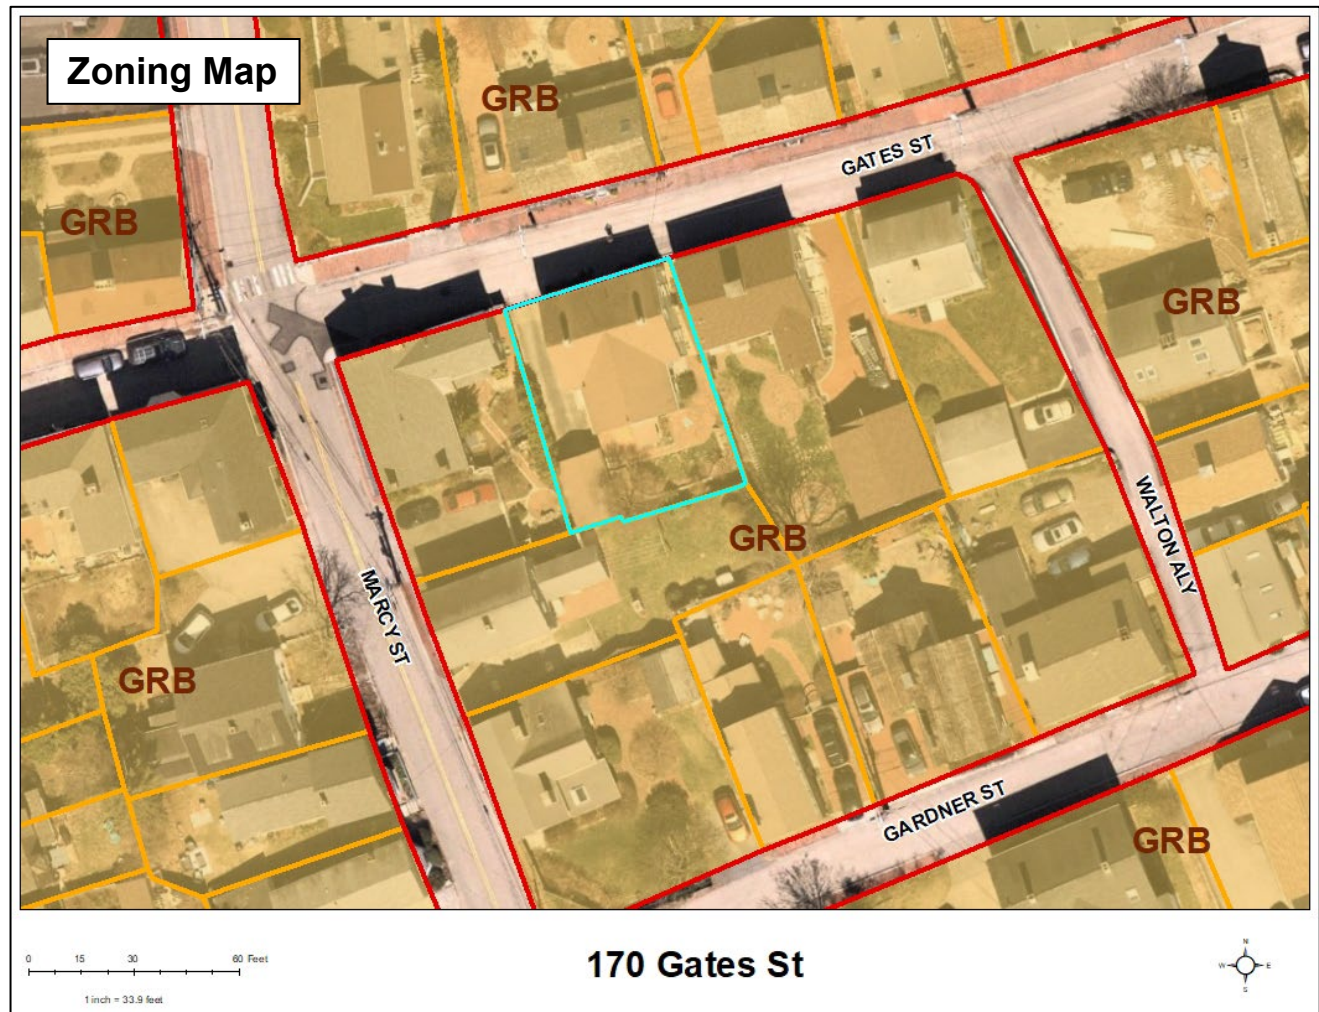 Zoning Map
GRB
GATES ST
GRB
GRB
GRB
WALTON ALY
MARCY ST
GRB
GARDNER ST
GRB
0 15 30 60 Feet
1 inch = 33.9 feet
170 Gates St
N
W E
S